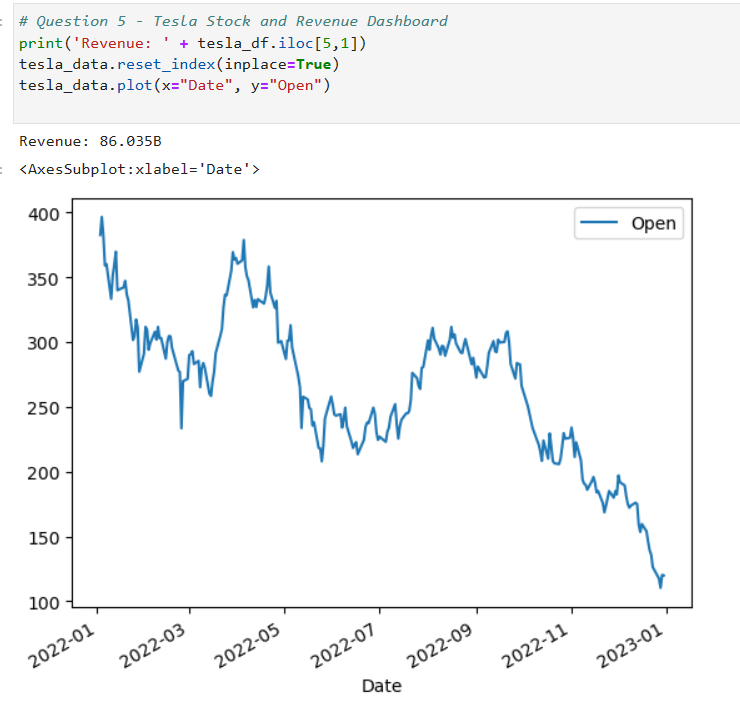 # Question 5 - Tesla Stock and Revenue Dashboard
print('Revenue: ' + tesla_df.iloc[5,1])
tesla_data.reset_index(inplace=True)
tesla_data.plot(x="Date", y="Open")
Revenue: 86.035B
<AxesSubplot:xlabel='Date'>
Open
400
350
300
250
200
150
100
2022-01
2022-03
2022-05
2022-07
2022-09
2022-11
2023-01
Date